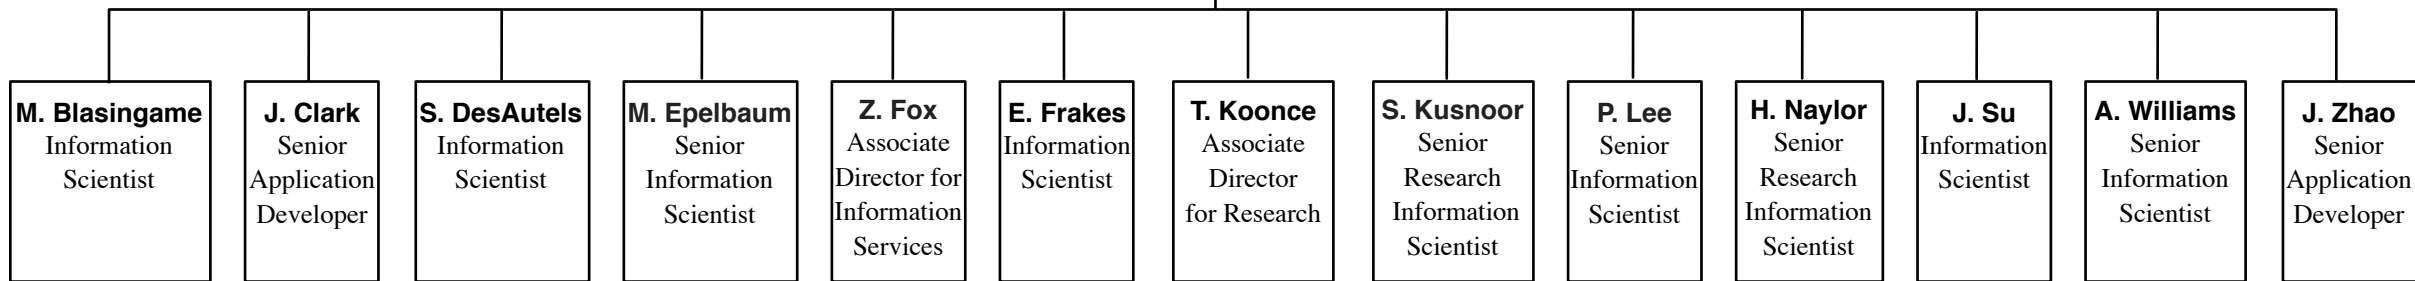 M. Blasingame
Information
Scientist
J. Clark
Senior
Application
Developer
S. DesAutels
Information
Scientist
M. Epelbaum
Senior
Information
Scientist
Z. Fox
Associate
Director for
Information
Services
E. Frakes
Information
Scientist
T. Koonce
Associate
Director
for Research
S. Kusnoor
Senior
Research
Information
Scientist
P. Lee
Senior
Information
Scientist
H. Naylor
Senior
Research
Information
Scientist
J. Su
Information
Scientist
A. Williams
Senior
Information
Scientist
J. Zhao
Senior
Application
Developer